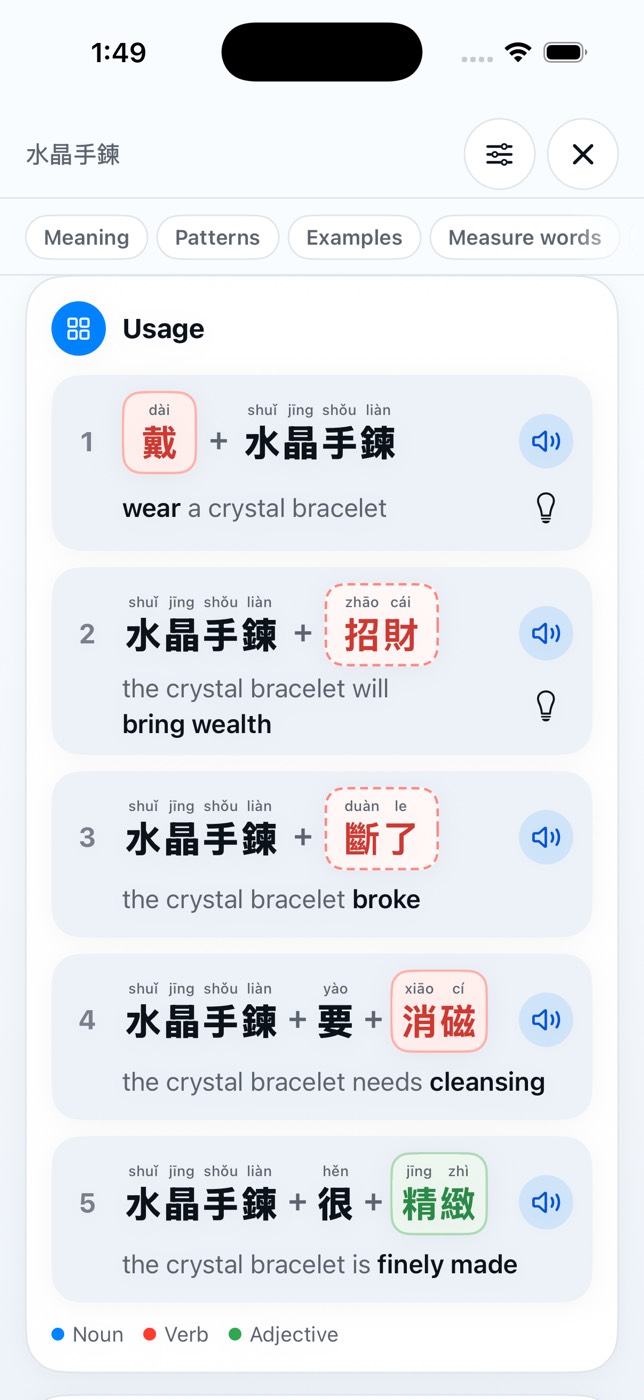 1:49
水晶手鍊
Meaning Patterns Examples Measure words
Usage
dài shuǐ jīng shǒu liàn
1 戴 + 水晶手鍊
wear a crystal bracelet
shuǐ jīng shǒu liàn zhāo cái
2 水晶手鍊 + 招財
the crystal bracelet will
bring wealth
shuǐ jīng shǒu liàn duàn le
3 水晶手鍊 + 斷了
the crystal bracelet broke
shuǐ jīng shǒu liàn yào xiāo cí
4 水晶手鍊 + 要 + 消磁
the crystal bracelet needs cleansing
shuǐ jīng shǒu liàn hěn jīng zhì
5 水晶手鍊 + 很 + 精緻
the crystal bracelet is finely made
Noun Verb Adjective